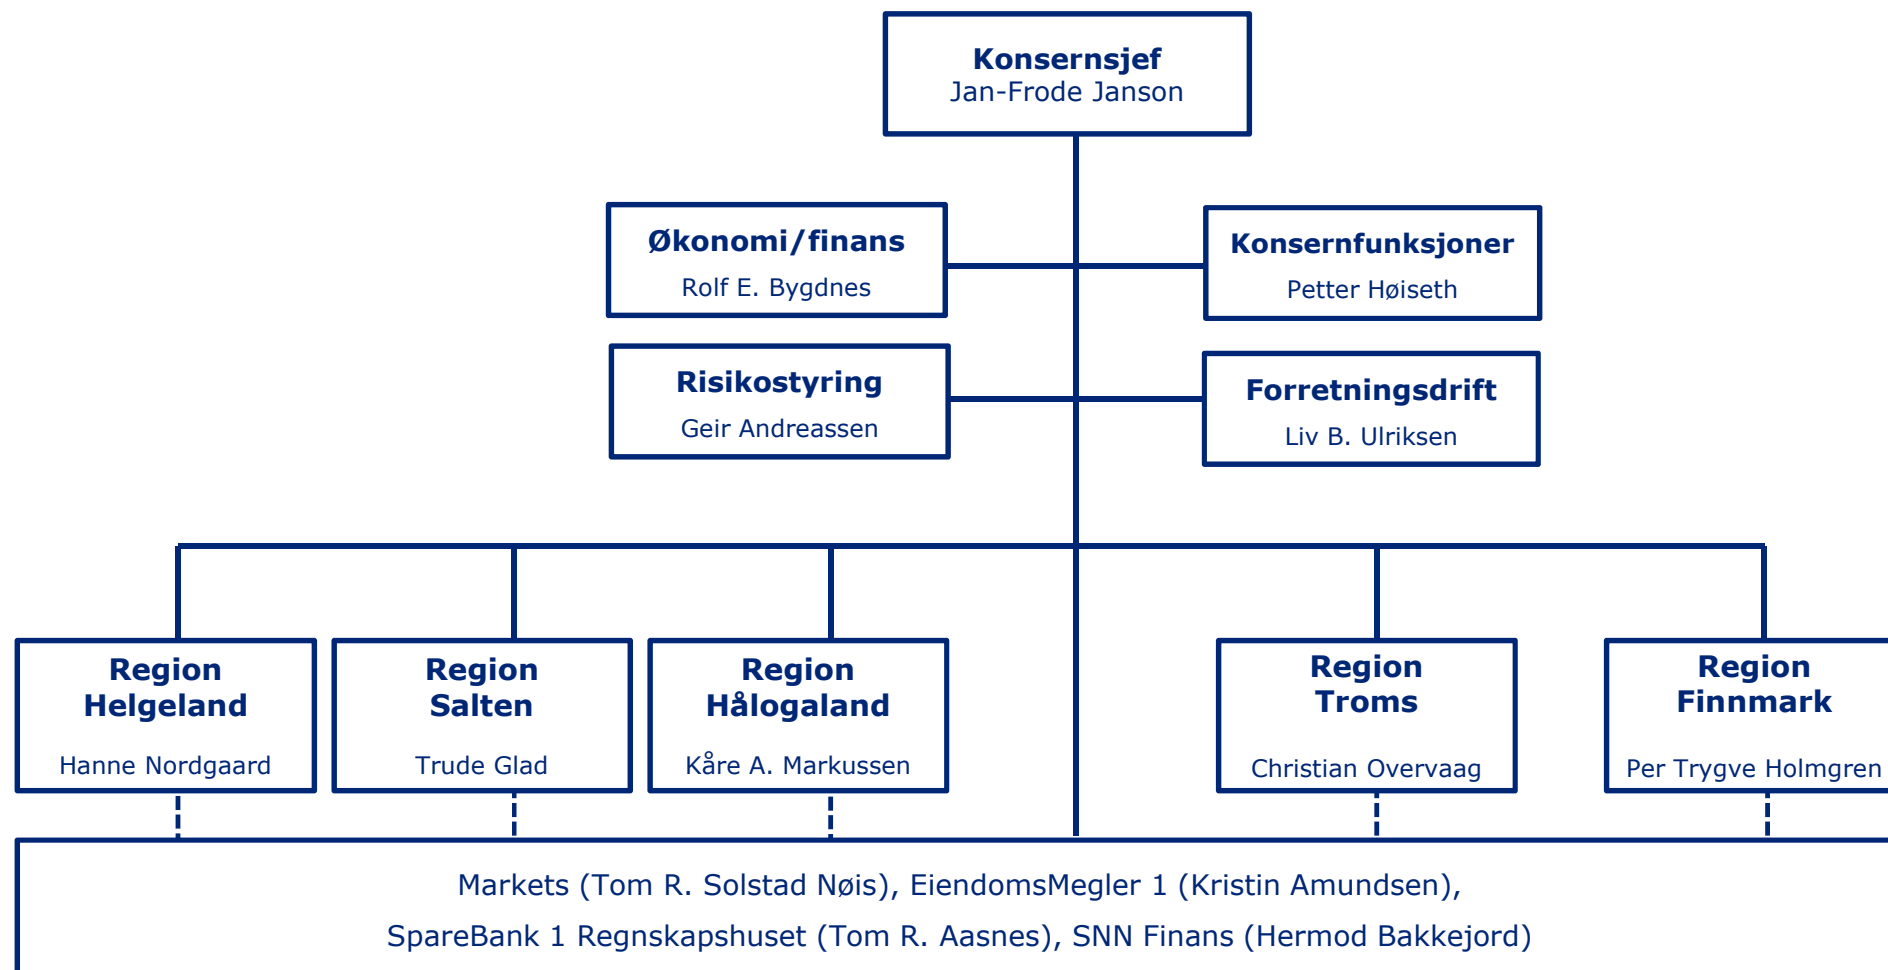 Konsernsjef
Jan-Frode Janson
Økonomi/finans
Rolf E. Bygdnes
Konsernfunksjoner
Petter Høiseth
Risikostyring
Geir Andreassen
Forretningsdrift
Liv B. Ulriksen
Region
Helgeland
Hanne Nordgaard
Region
Salten
Trude Glad
Region
Hålogaland
Kåre A. Markussen
Region
Troms
Christian Overvaag
Region
Finnmark
Per Trygve Holmgren
Markets (Tom R. Solstad Nøis), EiendomsMegler 1 (Kristin Amundsen),
SpareBank 1 Regnskapshuset (Tom R. Aasnes), SNN Finans (Hermod Bakkejord)